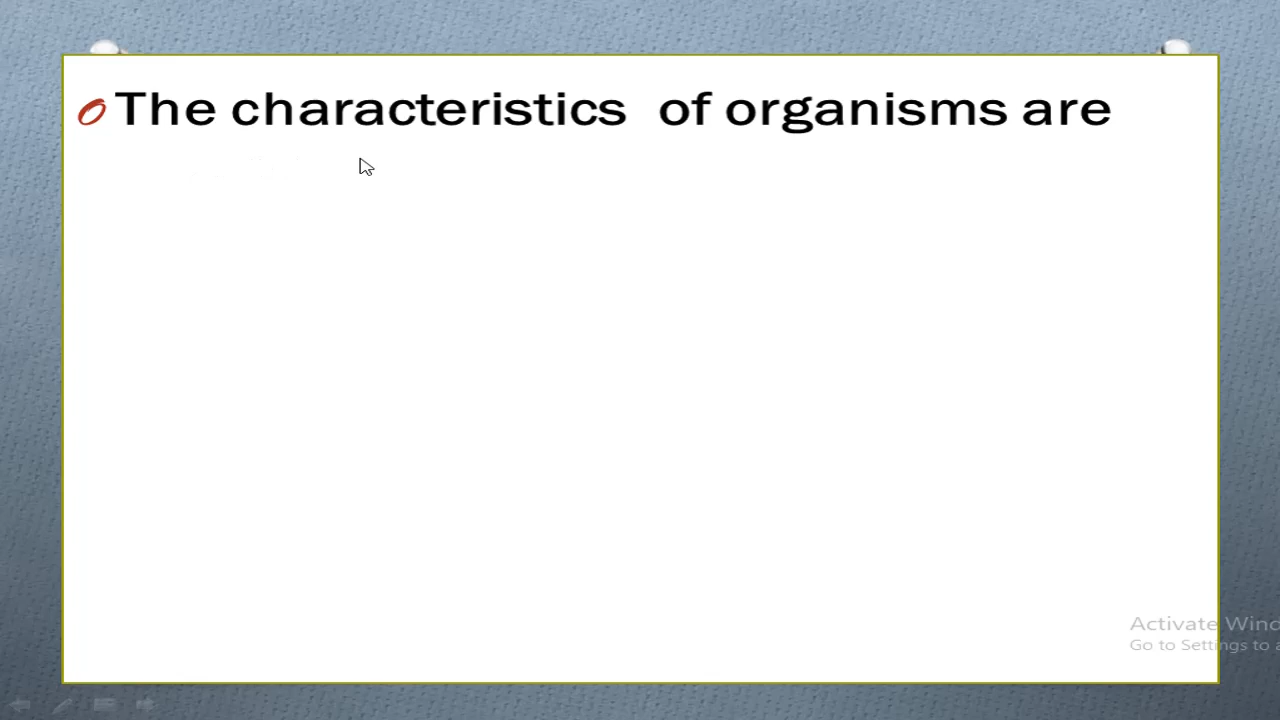 The characteristics of organisms are
Activate Wind
Go to Settings to a